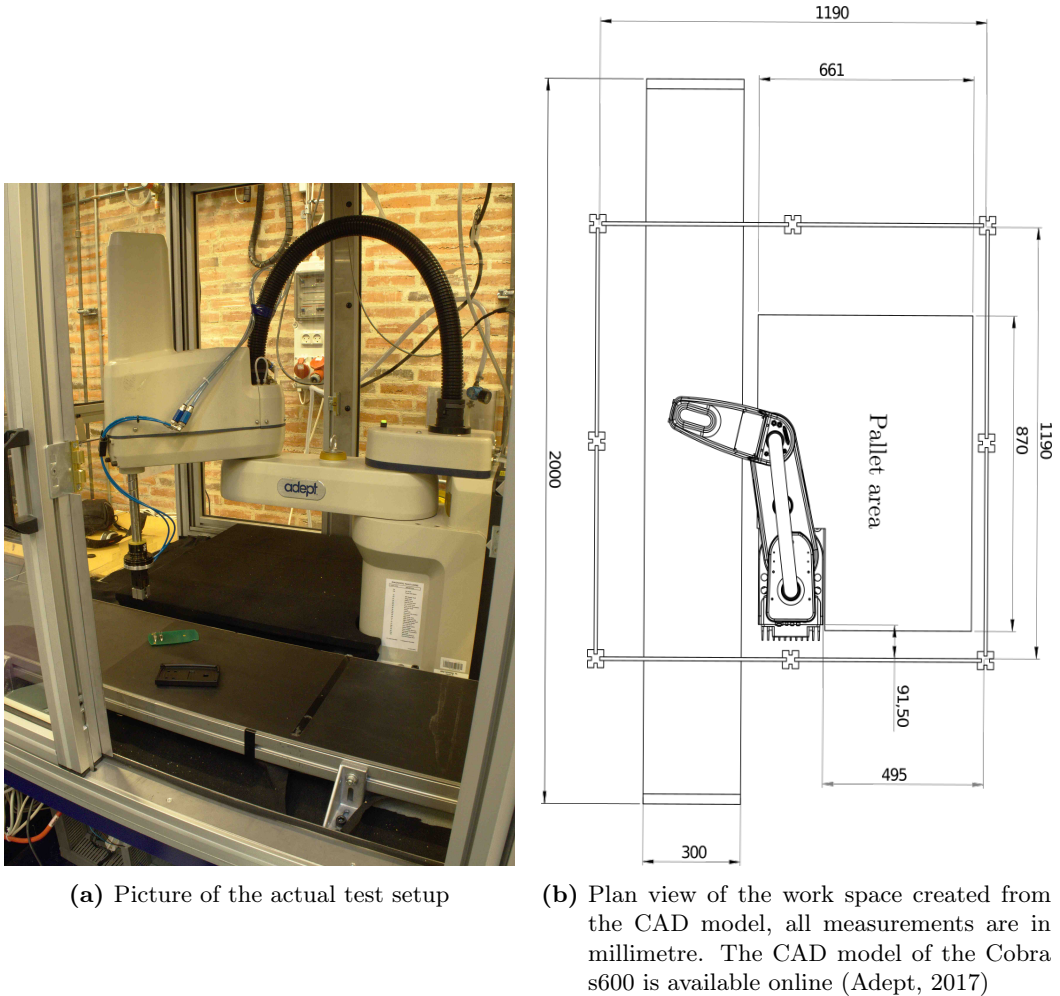 adept
(a) Picture of the actual test setup
1190
661
2000
Pallet area
870
1190
91,50
495
300
(b) Plan view of the work space created from
the CAD model, all measurements are in
millimetre. The CAD model of the Cobra
s600 is available online (Adept, 2017)